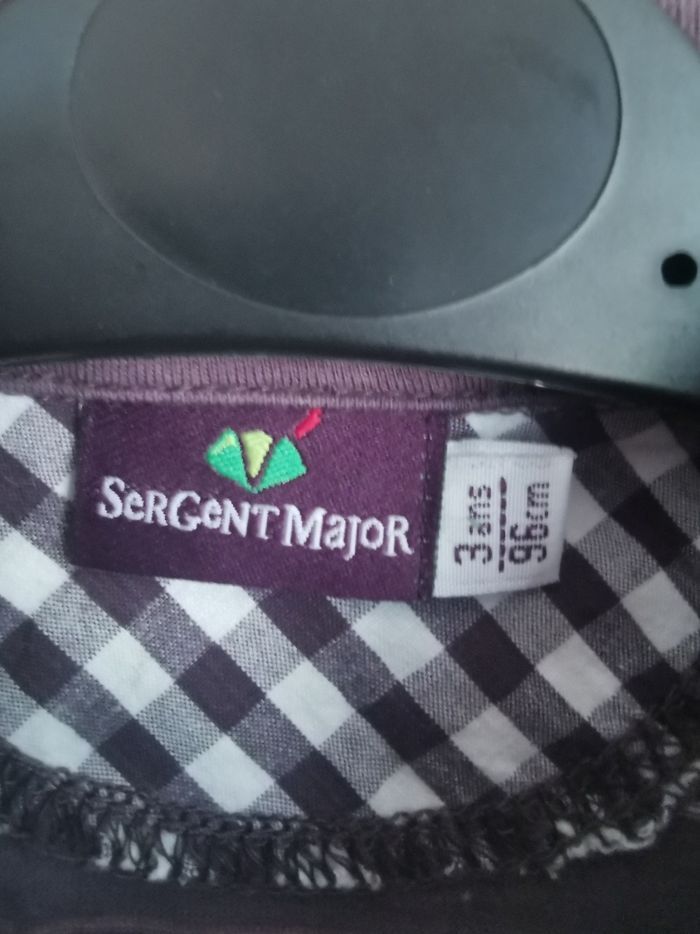 SeRGeNT MaJoR
3 ans
96cm